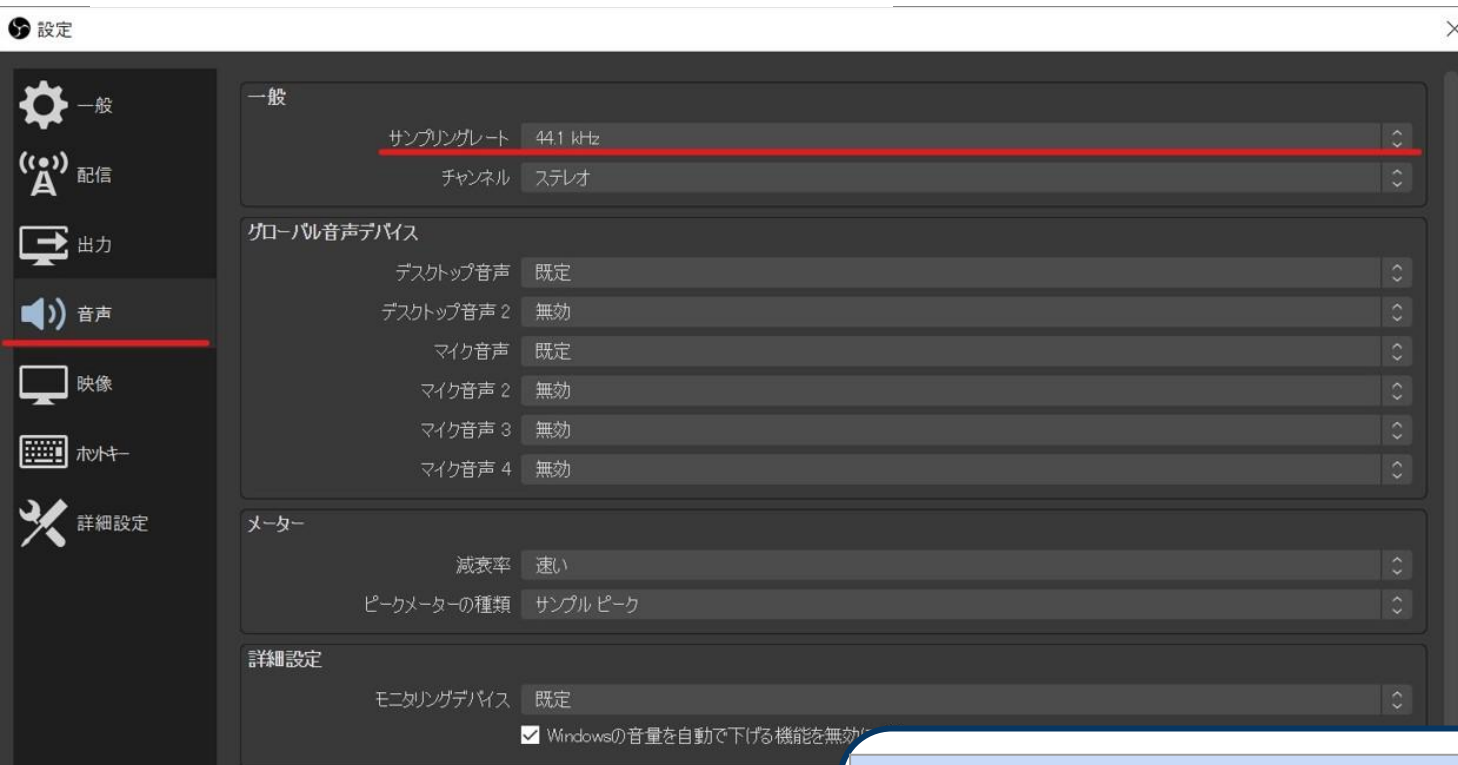 設定
一般
配信
出力
音声
映像
ホットキー
詳細設定
一般
サンプリングレート 44.1 kHz
チャンネル ステレオ
グローバル音声デバイス
デスクトップ音声 既定
デスクトップ音声 2 無効
マイク音声 既定
マイク音声 2 無効
マイク音声 3 無効
マイク音声 4 無効
メーター
減衰率 速い
ピークメーターの種類 サンプル ピーク
詳細設定
モニタリングデバイス 既定
Windowsの音量を自動で下げる機能を無効に